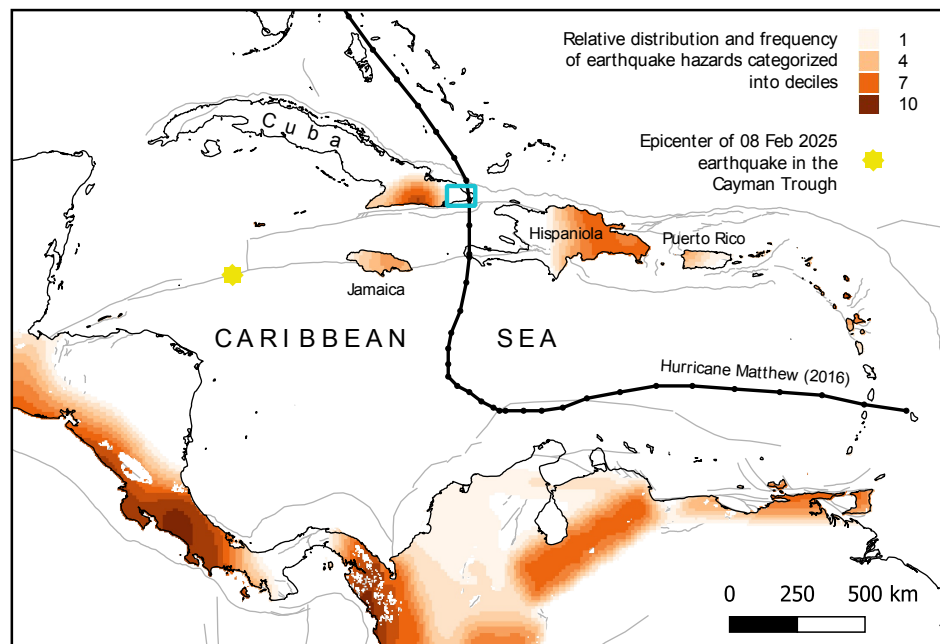 Relative distribution and frequency
of earthquake hazards categorized
into deciles
1
4
7
10
Epicenter of 08 Feb 2025
earthquake in the
Cayman Trough
Cuba
Hispaniola
Puerto Rico
Jamaica
CARIBBEAN SEA
Hurricane Matthew (2016)
0 250 500 km